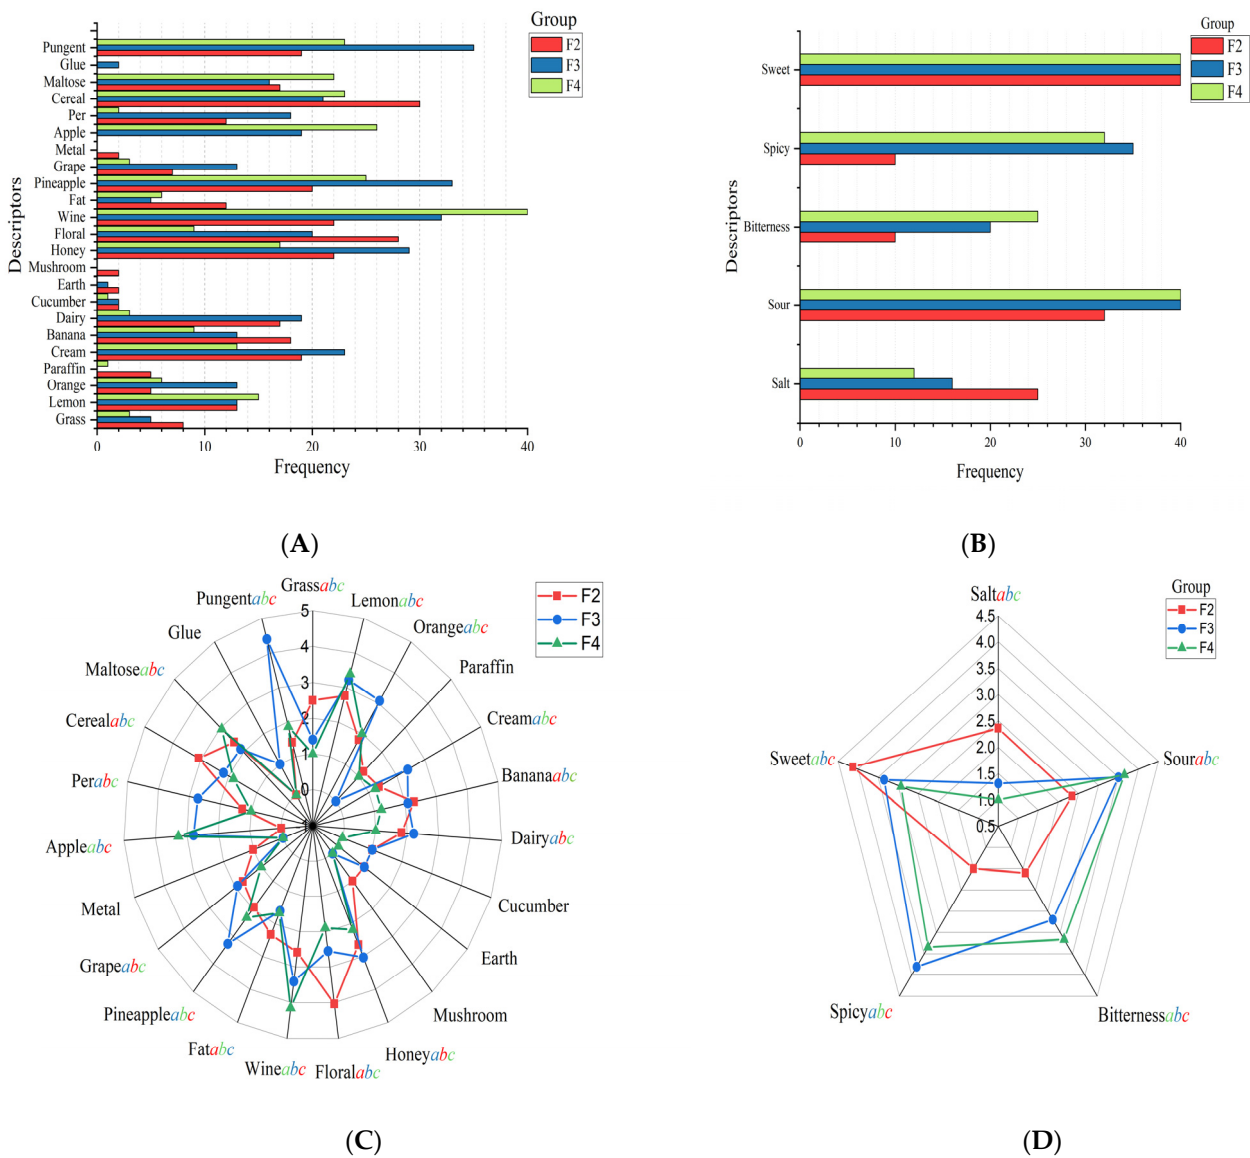 Group
F2
F3
F4
Descriptors
Pungent
Glue
Maltose
Cereal
Per
Apple
Metal
Grape
Pineapple
Fat
Wine
Floral
Honey
Mushroom
Earth
Cucumber
Dairy
Banana
Cream
Paraffin
Orange
Lemon
Grass
0 10 20 30 40
Frequency
(A)
Group
F2
F3
F4
Descriptors
Sweet
Spicy
Bitterness
Sour
Salt
0 10 20 30 40
Frequency
(B)
F2
F3
F4
Grassabc
Lemonabc
Orangeabc
Paraffin
Creamabc
Bananaabc
Dairyabc
Cucumber
Earth
Mushroom
Honeyabc
Floralabc
Wineabc
Fatabc
Pineappleabc
Grapeabc
Metal
Appleabc
Perabc
Cerealabc
Maltoseabc
Glue
Pungentabc
5
4
3
2
1
0
(C)
Group
F2
F3
F4
Saltabc
Sourabc
Bitternessabc
Spicyabc
Sweetabc
4.5
4.0
3.5
3.0
2.5
2.0
1.5
1.0
0.5
(D)